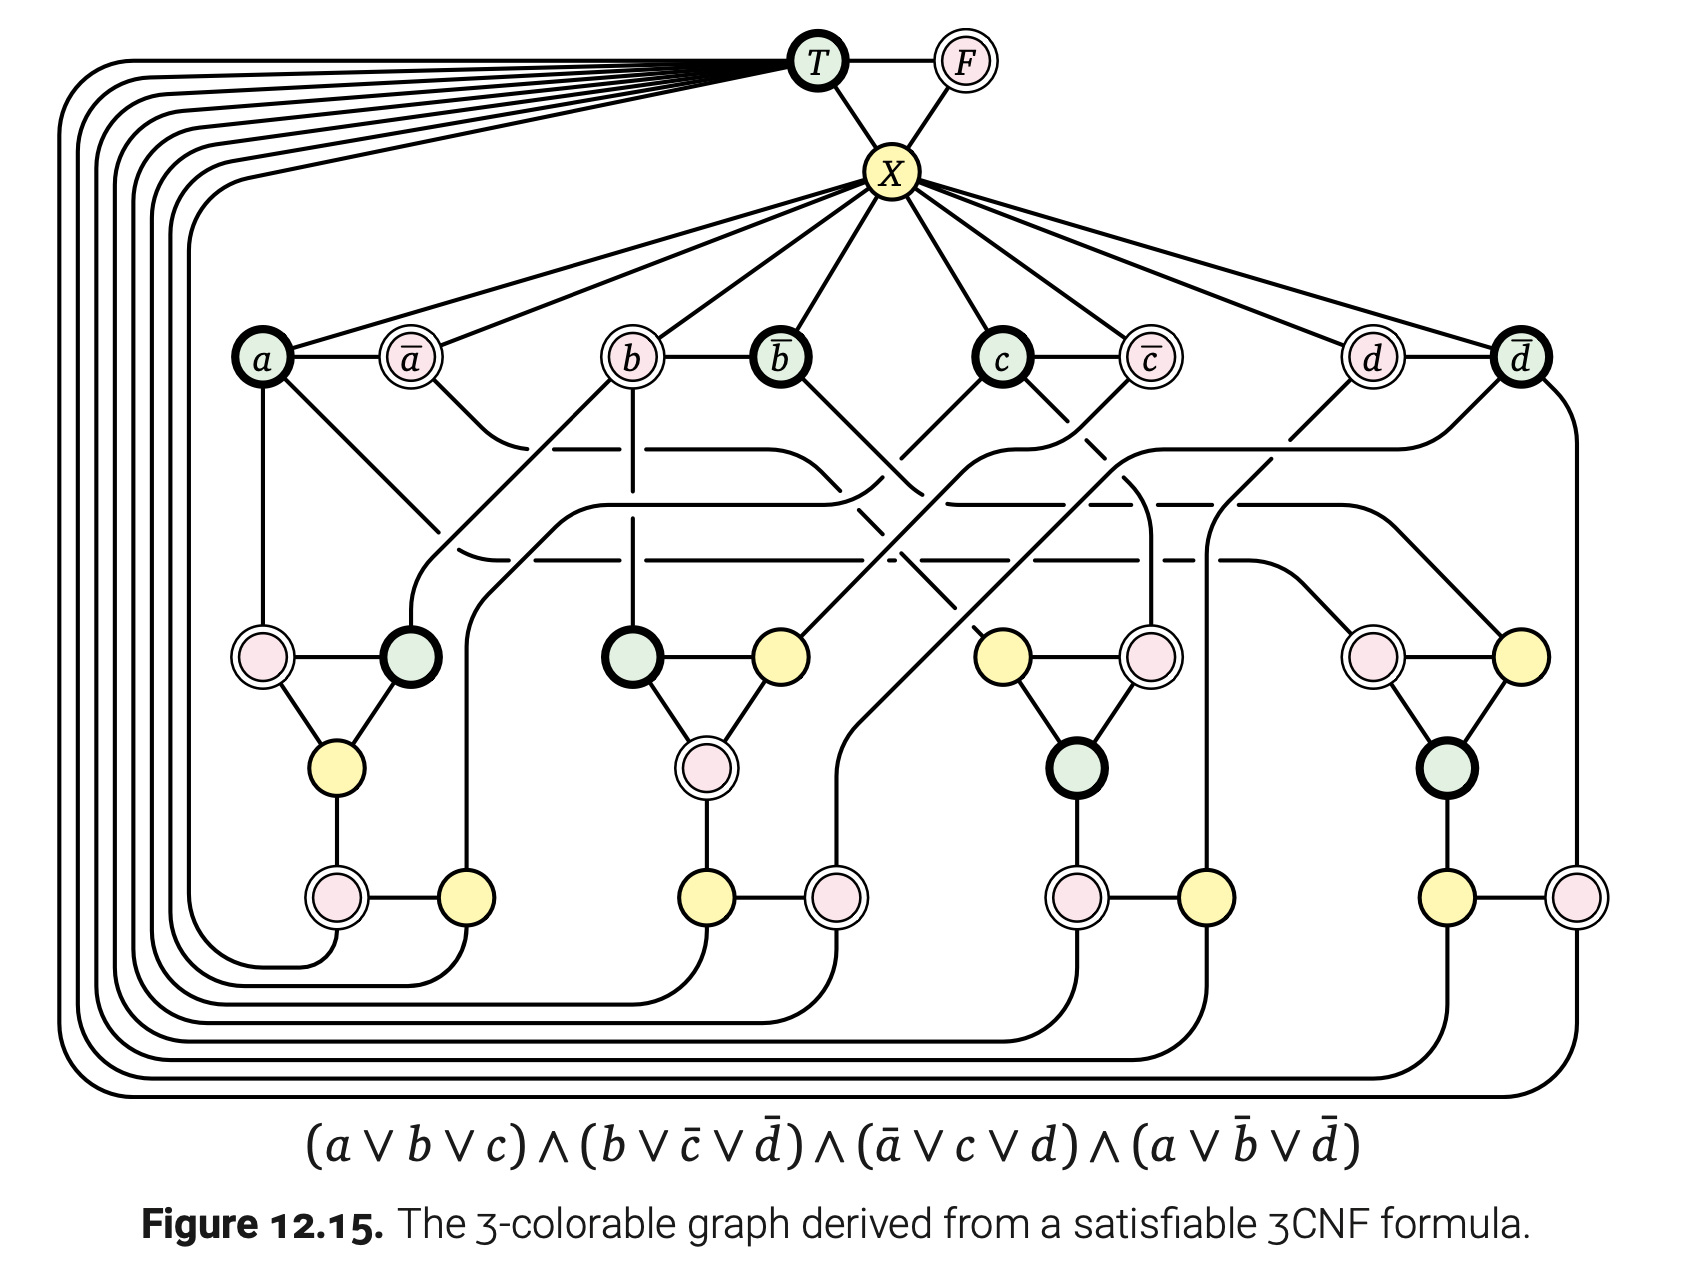 T F
X
a a̅ b b̅ c c̅ d d̅
(a ∨ b ∨ c) ∧ (b ∨ c̄ ∨ d̄) ∧ (ā ∨ c ∨ d) ∧ (a ∨ b̄ ∨ d̄)
Figure 12.15. The 3-colorable graph derived from a satisfiable 3CNF formula.